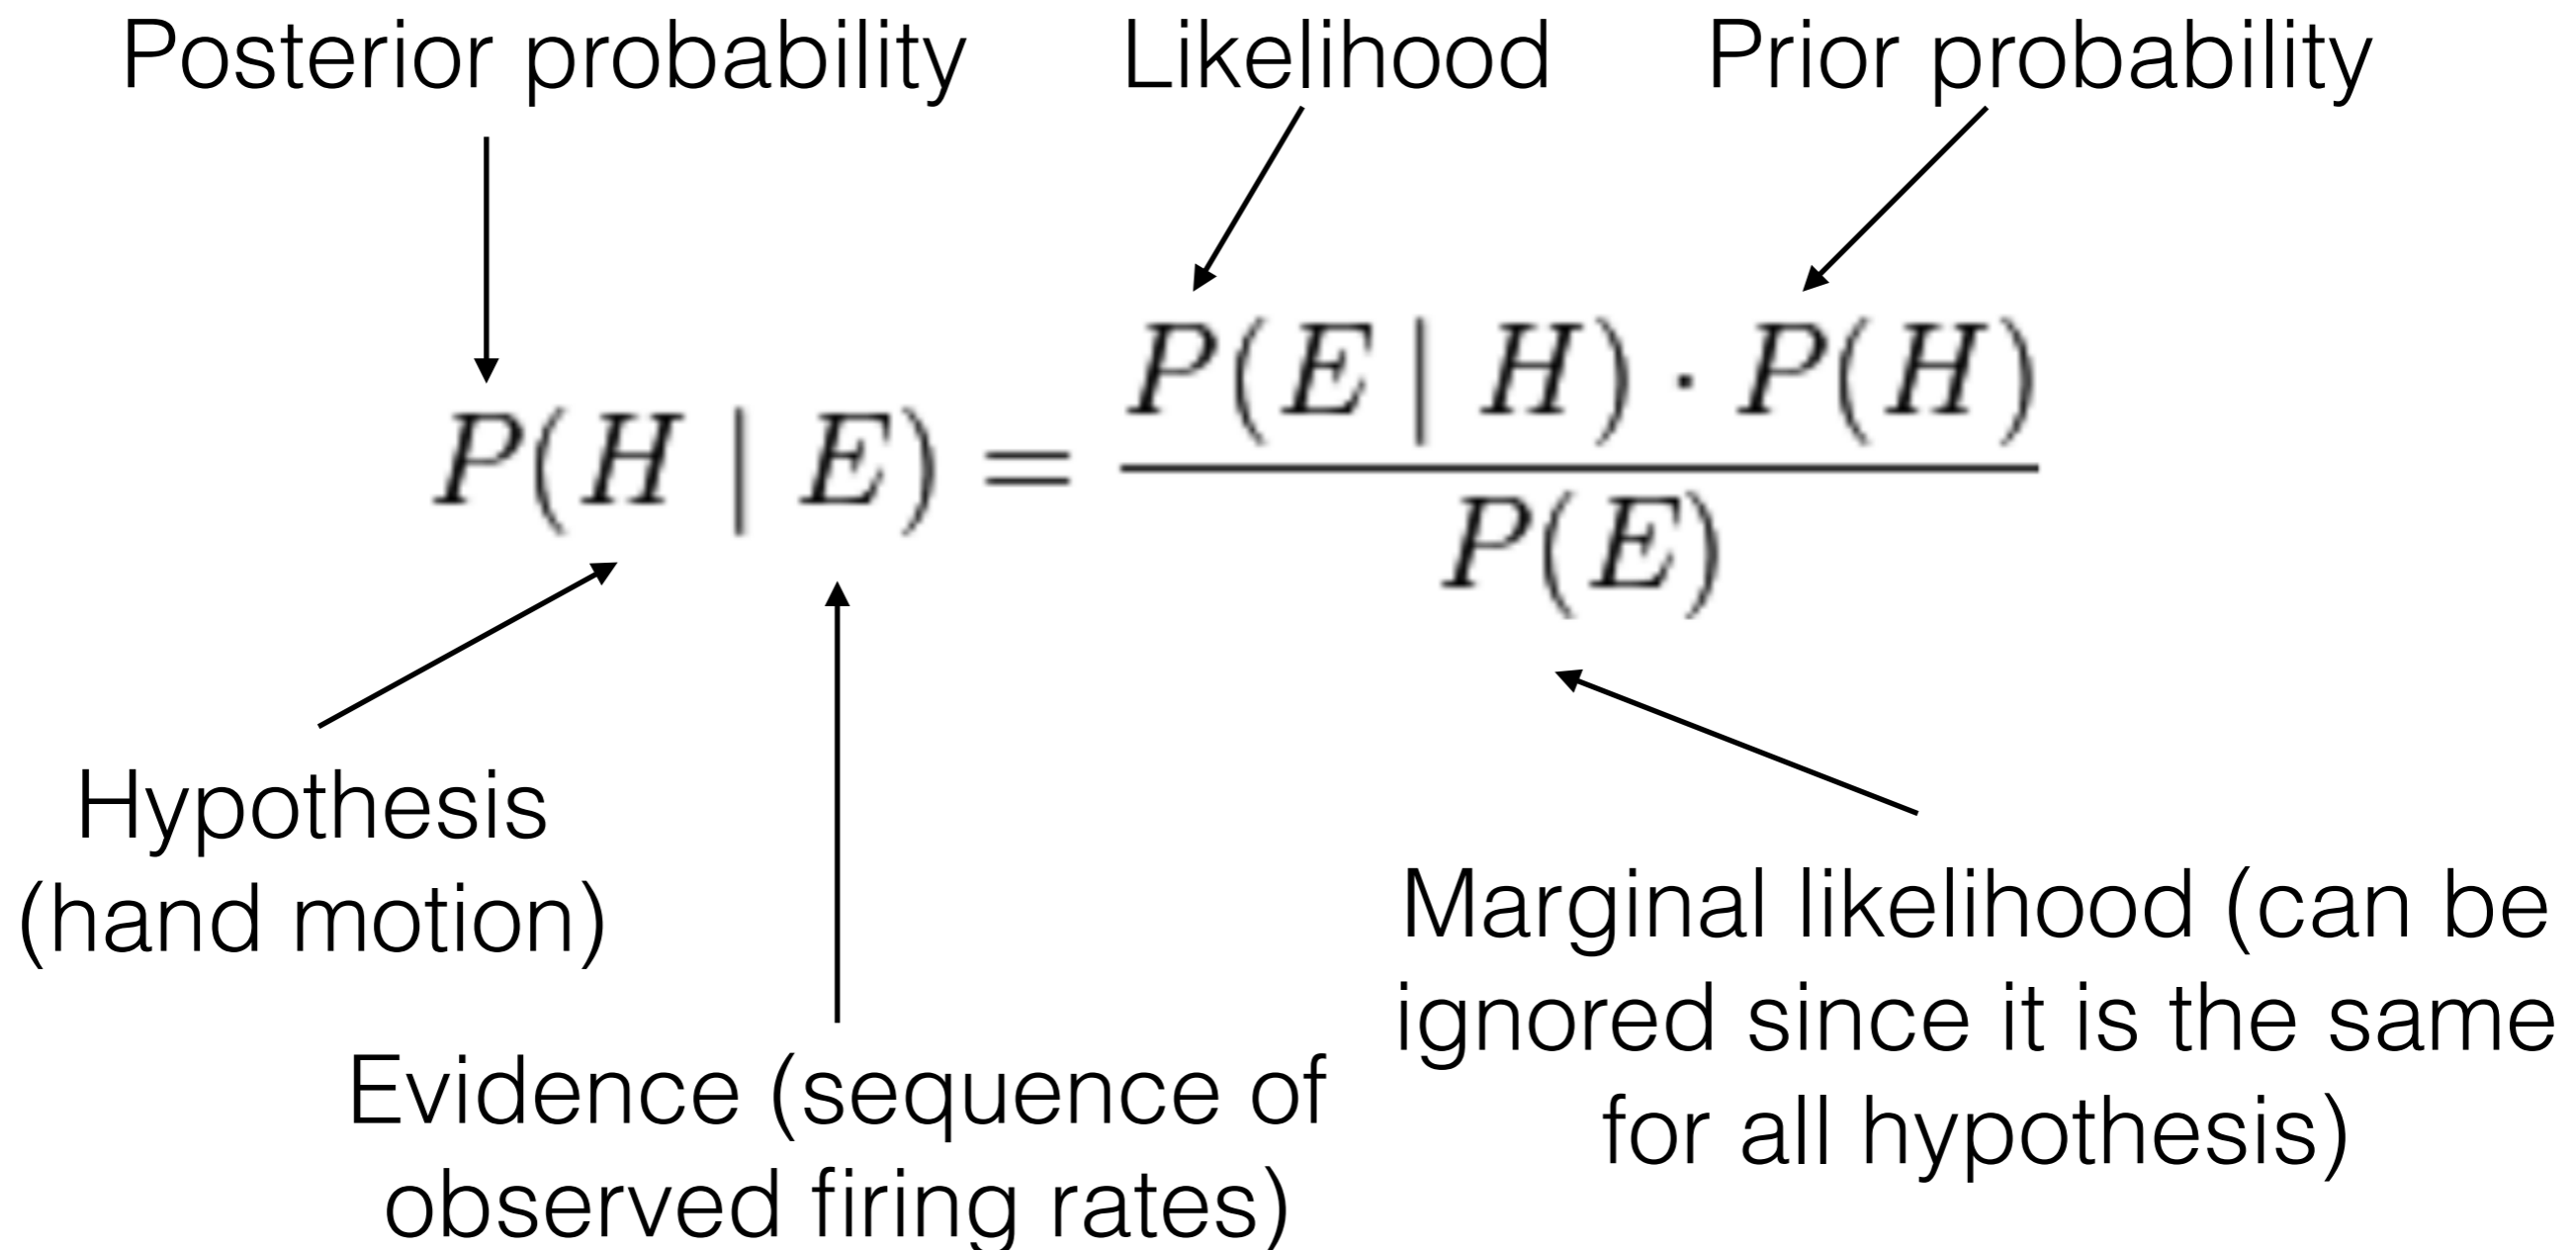 Posterior probability
Likelihood
Prior probability
P(H | E) = P(E | H) · P(H)
P(E)
Hypothesis
(hand motion)
Evidence (sequence of
observed firing rates)
Marginal likelihood (can be
ignored since it is the same
for all hypothesis)